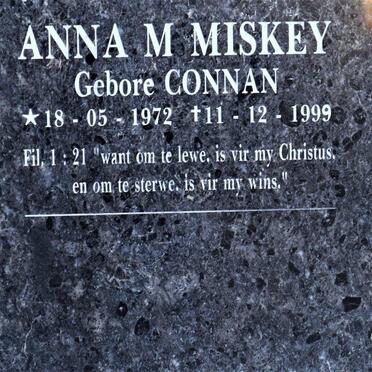 ANNA M MISKEY
Gebore CONNAN
★18 - 05 - 1972 ✝11 - 12 - 1999
Fil, 1 : 21 "want om te lewe, is vir my Christus,
en om te sterwe, is vir my wins."